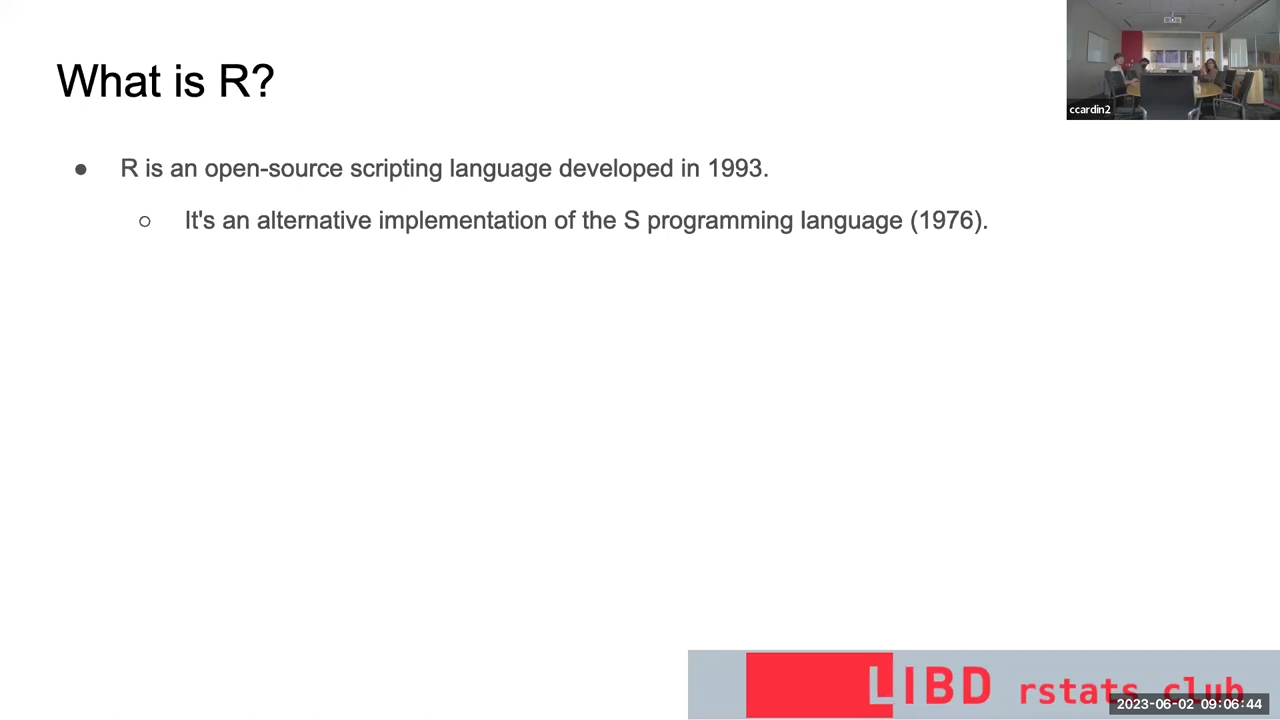 What is R?
ccardin2
● R is an open-source scripting language developed in 1993.
○ It's an alternative implementation of the S programming language (1976).
LIBD rstats club
2023-06-02 09:06:44